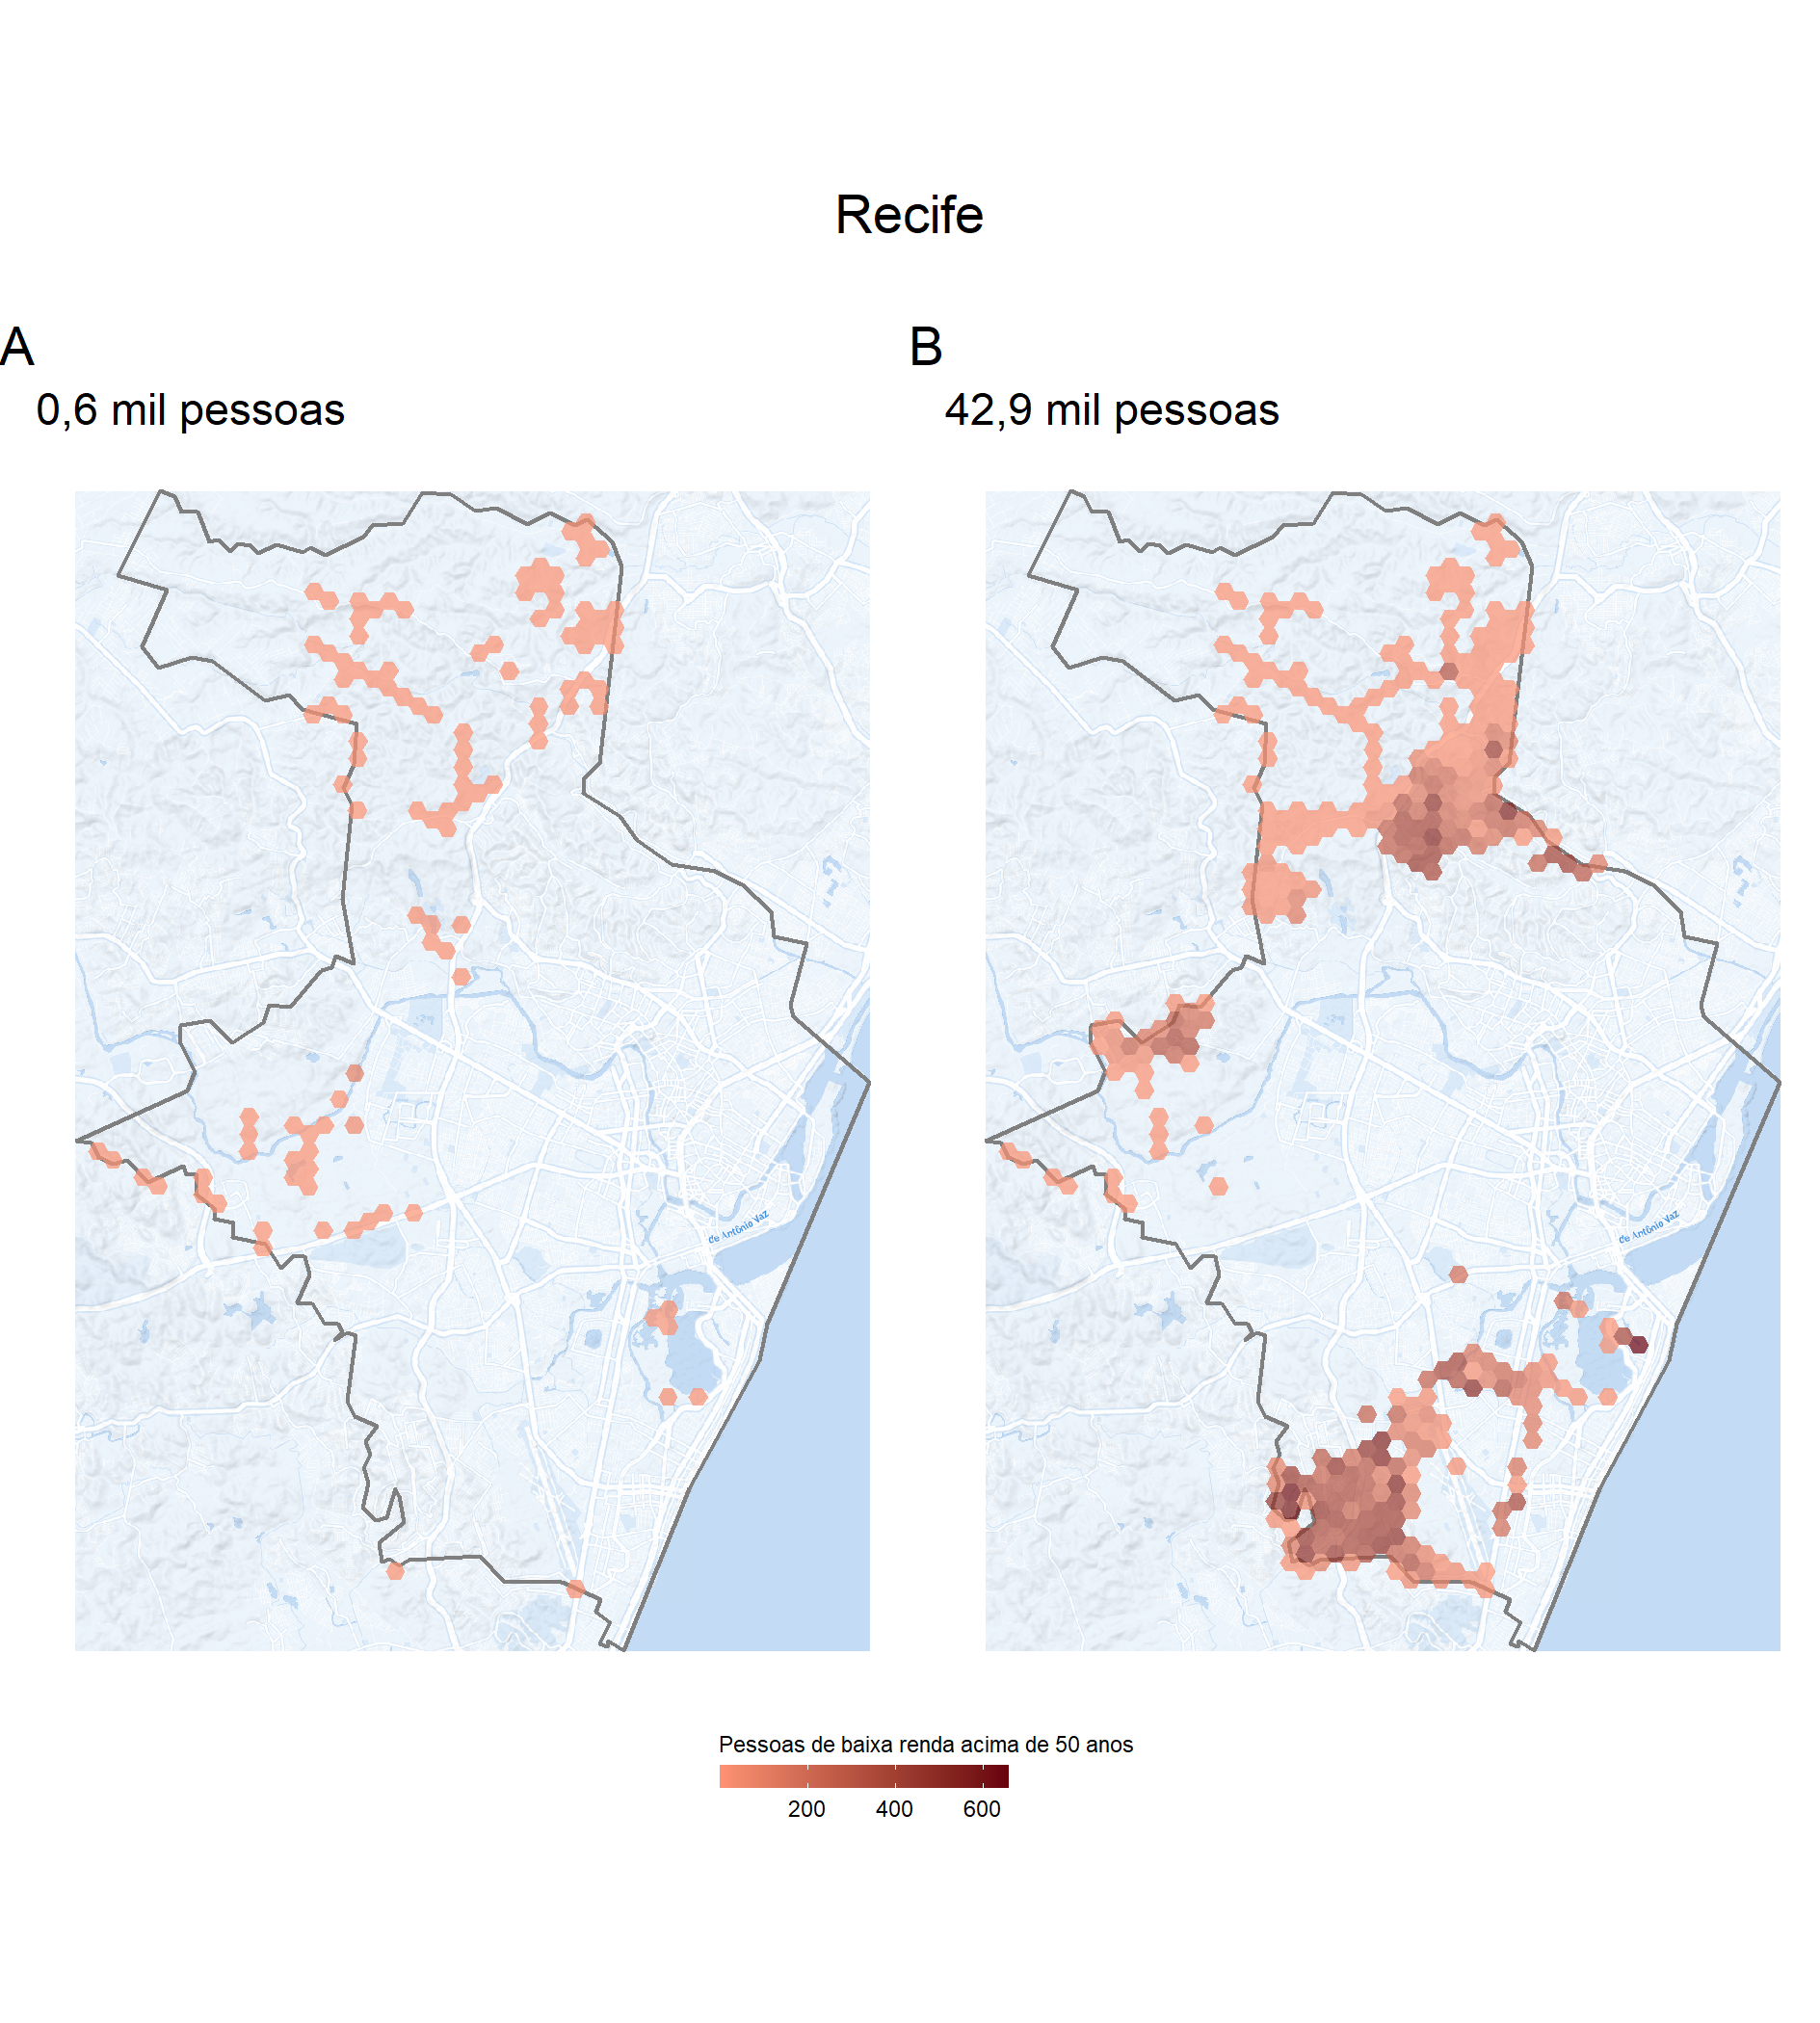 Recife
A
0,6 mil pessoas
B
42,9 mil pessoas
de Antônio Vaz
de Antônio Vaz
Pessoas de baixa renda acima de 50 anos
200 400 600